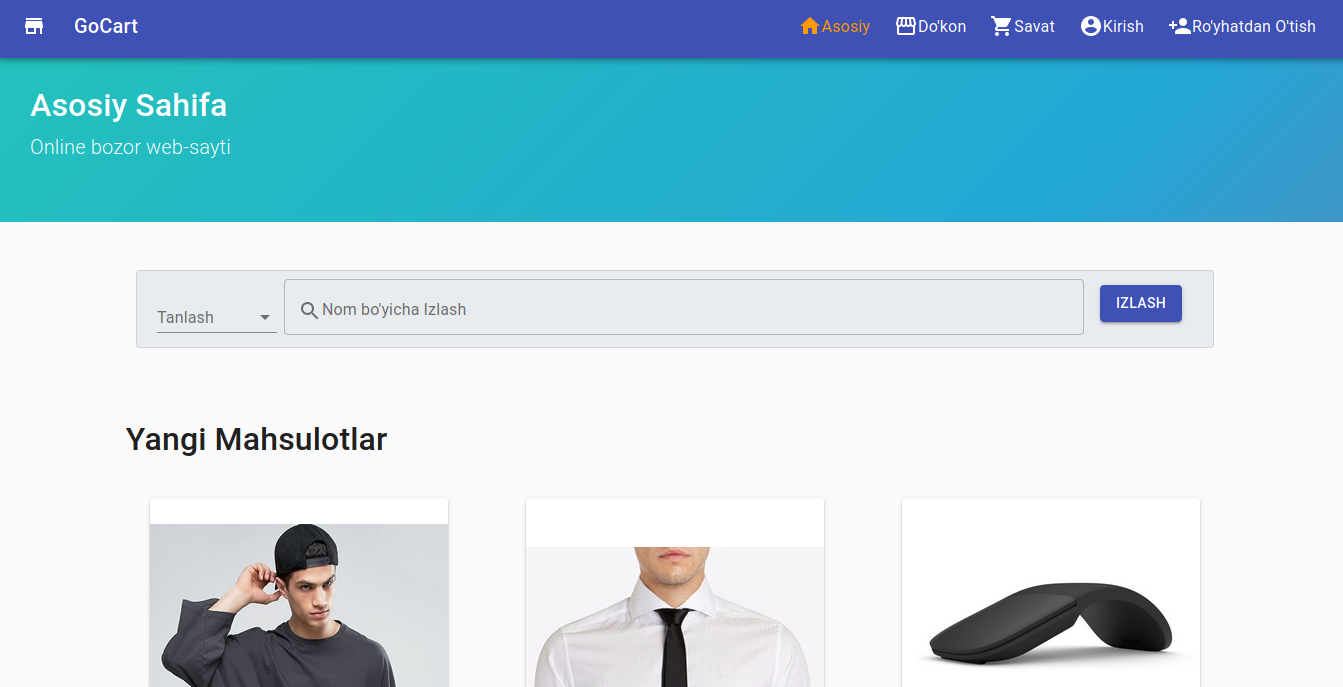 GoCart
Asosiy Do'kon Savat Kirish Ro'yhatdan O'tish
Asosiy Sahifa
Online bozor web-sayti
Tanlash
Nom bo'yicha Izlash
IZLASH
Yangi Mahsulotlar